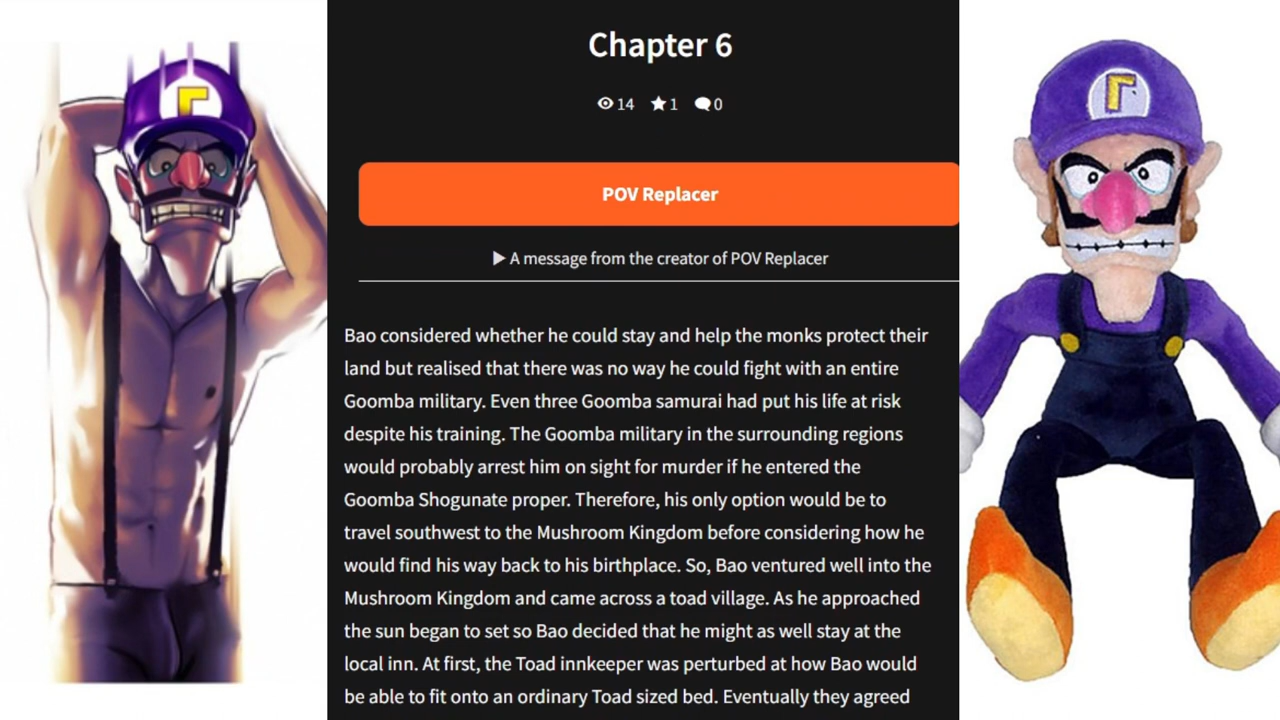 Chapter 6
14 1 0
POV Replacer
▶ A message from the creator of POV Replacer
Bao considered whether he could stay and help the monks protect their
land but realised that there was no way he could fight with an entire
Goomba military. Even three Goomba samurai had put his life at risk
despite his training. The Goomba military in the surrounding regions
would probably arrest him on sight for murder if he entered the
Goomba Shogunate proper. Therefore, his only option would be to
travel southwest to the Mushroom Kingdom before considering how he
would find his way back to his birthplace. So, Bao ventured well into the
Mushroom Kingdom and came across a toad village. As he approached
the sun began to set so Bao decided that he might as well stay at the
local inn. At first, the Toad innkeeper was perturbed at how Bao would
be able to fit onto an ordinary Toad sized bed. Eventually they agreed